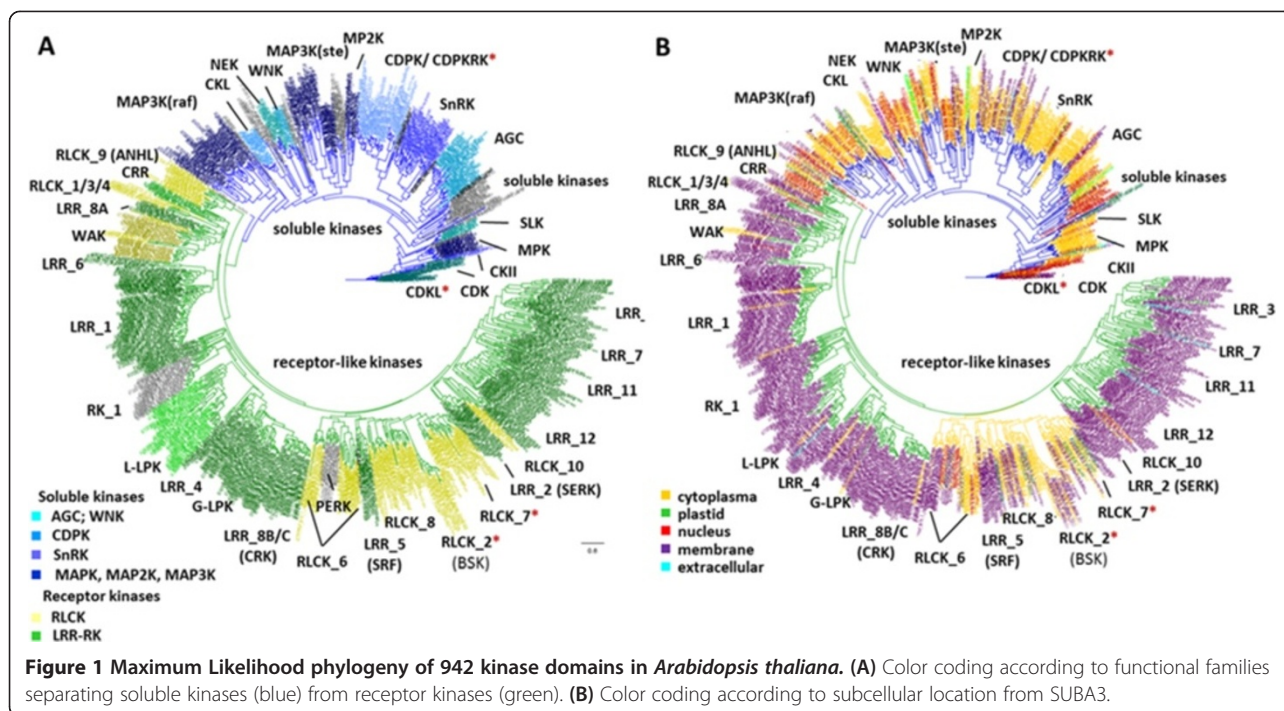 A
NEK
CKL
WNK
MAP3K(ste)
MP2K
CDPK/ CDPKRK*
SnRK
AGC
soluble kinases
SLK
MPK
CKII
CDK
CDKL*
MAP3K(raf)
RLCK_9 (ANHL)
CRR
RLCK_1/3/4
LRR_8A
WAK
LRR_6
LRR_1
RK_1
L-LPK
LRR_4
G-LPK
LRR_8B/C
(CRK)
PERK
RLCK_6
LRR_5
(SRF)
RLCK_8
RLCK_2*
(BSK)
RLCK_7*
LRR_2 (SERK)
RLCK_10
LRR_12
LRR_11
LRR_7
LRR_
soluble kinases
receptor-like kinases
Soluble kinases
AGC; WNK
CDPK
SnRK
MAPK, MAP2K, MAP3K
Receptor kinases
RLCK
LRR-RK
B
NEK
CKL
WNK
MAP3K(ste)
MP2K
CDPK/ CDPKRK*
SnRK
AGC
soluble kinases
SLK
MPK
CKII
CDK
CDKL*
MAP3K(raf)
RLCK_9 (ANHL)
CRR
RLCK_1/3/4
LRR_8A
WAK
LRR_6
LRR_1
RK_1
L-LPK
LRR_4
G-LPK
LRR_8B/C
(CRK)
RLCK_6
LRR_5
(SRF)
RLCK_8
RLCK_2*
(BSK)
RLCK_7*
LRR_2 (SERK)
RLCK_10
LRR_12
LRR_11
LRR_7
LRR_3
soluble kinases
receptor-like kinases
cytoplasma
plastid
nucleus
membrane
extracellular
Figure 1 Maximum Likelihood phylogeny of 942 kinase domains in Arabidopsis thaliana. (A) Color coding according to functional families
separating soluble kinases (blue) from receptor kinases (green). (B) Color coding according to subcellular location from SUBA3.